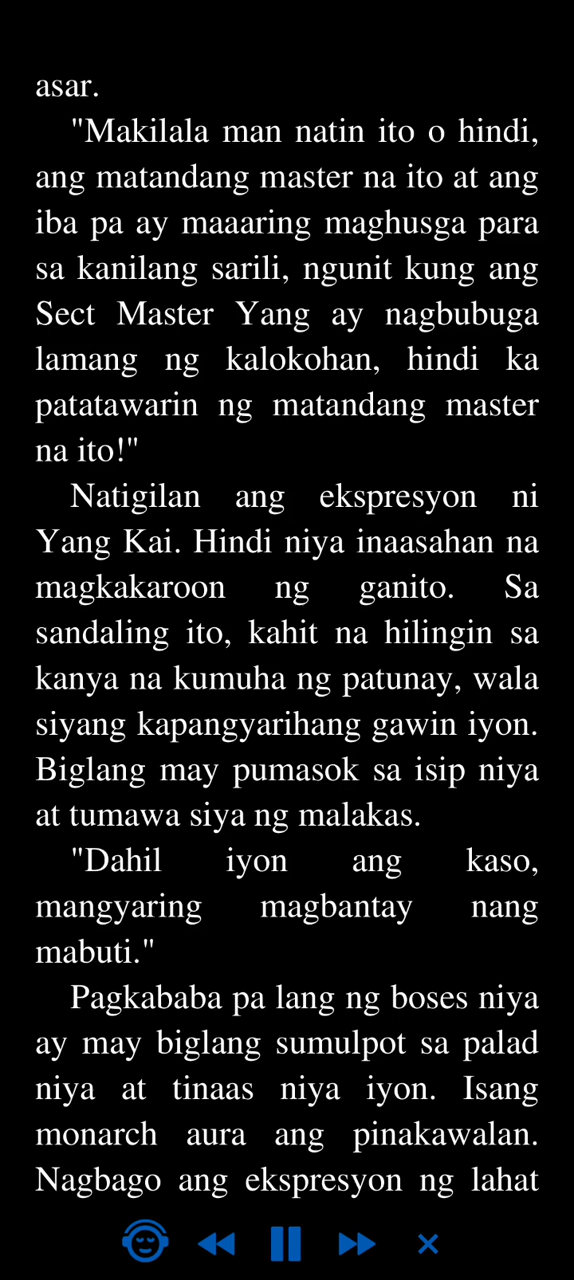 asar.
"Makilala man natin ito o hindi,
ang matandang master na ito at ang
iba pa ay maaaring maghusga para
sa kanilang sarili, ngunit kung ang
Sect Master Yang ay nagbubuga
lamang ng kalokohan, hindi ka
patatawarin ng matandang master
na ito!"
Natigilan ang ekspresyon ni
Yang Kai. Hindi niya inaasahan na
magkakaroon ng ganito. Sa
sandaling ito, kahit na hilingin sa
kanya na kumuha ng patunay, wala
siyang kapangyarihang gawin iyon.
Biglang may pumasok sa isip niya
at tumawa siya ng malakas.
"Dahil iyon ang kaso,
mangyaring magbantay nang
mabuti."
Pagkababa pa lang ng boses niya
ay may biglang sumulpot sa palad
niya at tinaas niya iyon. Isang
monarch aura ang pinakawalan.
Nagbago ang ekspresyon ng lahat